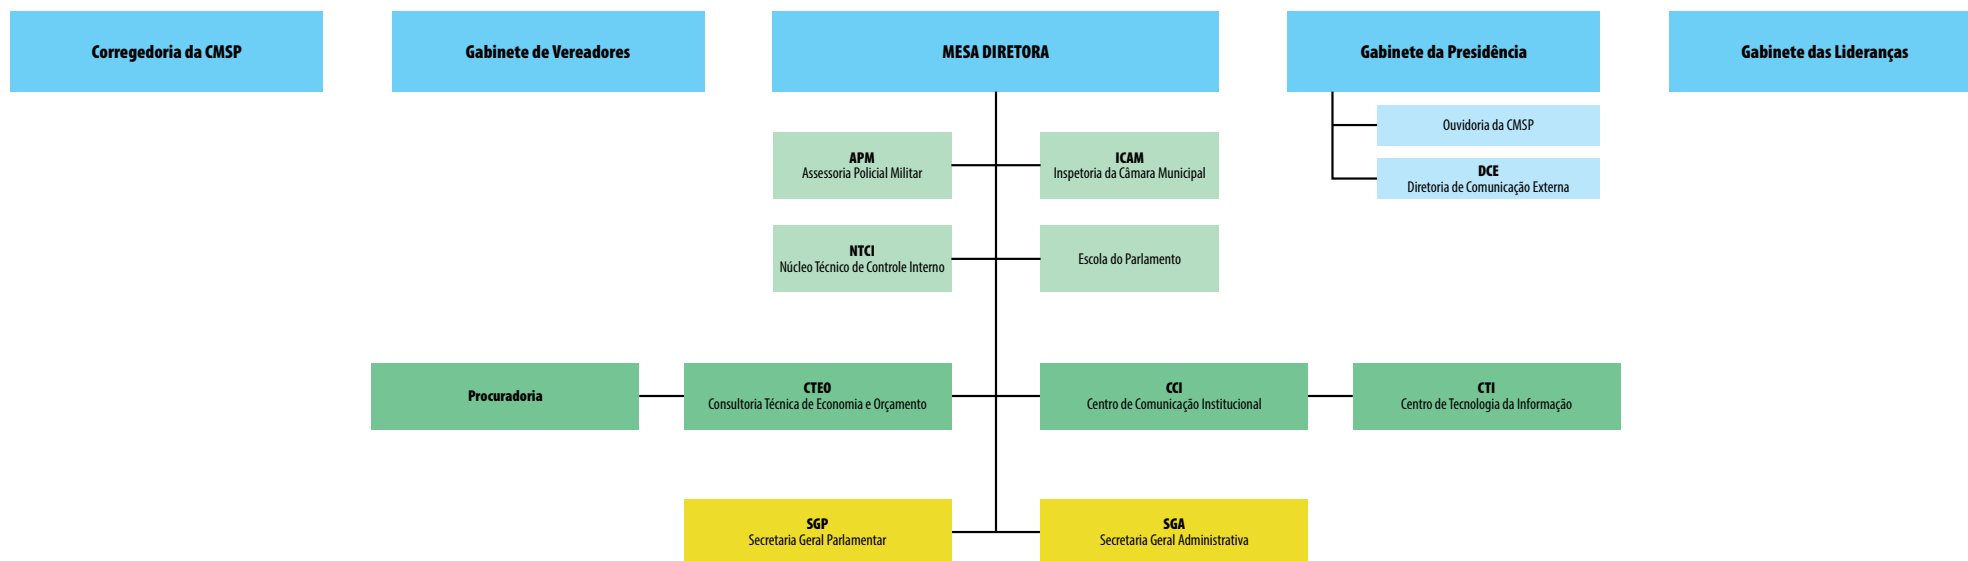 Corregedoria da CMSP
Gabinete de Vereadores
MESA DIRETORA
Gabinete da Presidência
Gabinete das Lideranças
Ouvidoria da CMSP
DCE
Diretoria de Comunicação Externa
APM
Assessoria Policial Militar
ICAM
Inspetoria da Câmara Municipal
NTCI
Núcleo Técnico de Controle Interno
Escola do Parlamento
Procuradoria
CTEO
Consultoria Técnica de Economia e Orçamento
CCI
Centro de Comunicação Institucional
CTI
Centro de Tecnologia da Informação
SGP
Secretaria Geral Parlamentar
SGA
Secretaria Geral Administrativa